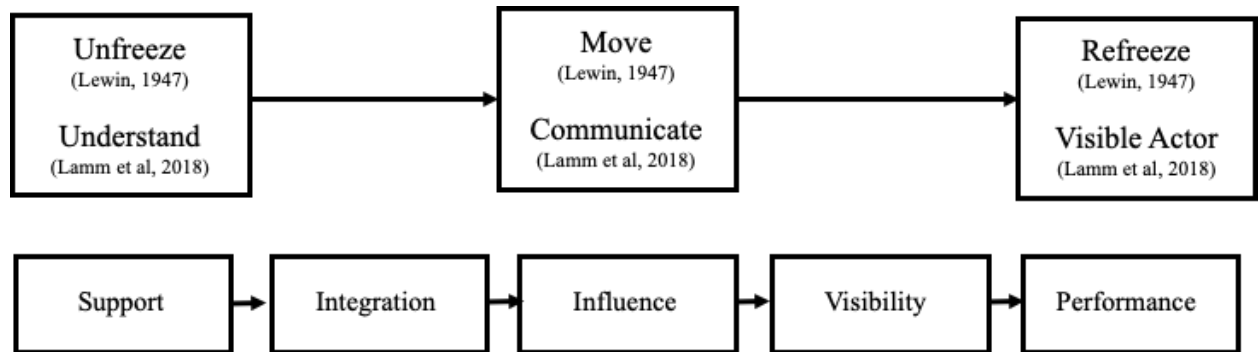 Unfreeze
(Lewin, 1947)
Understand
(Lamm et al, 2018)
Move
(Lewin, 1947)
Communicate
(Lamm et al, 2018)
Refreeze
(Lewin, 1947)
Visible Actor
(Lamm et al, 2018)
Support
Integration
Influence
Visibility
Performance